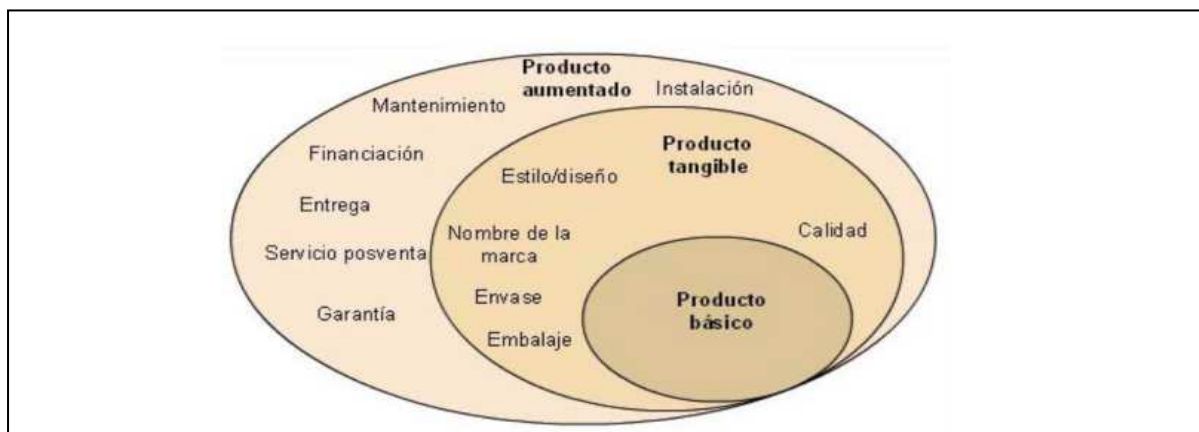 Producto
aumentado
Instalación
Mantenimiento
Producto
tangible
Financiación
Estilo/diseño
Entrega
Nombre de la
marca
Calidad
Servicio posventa
Envase
Producto
básico
Garantía
Embalaje